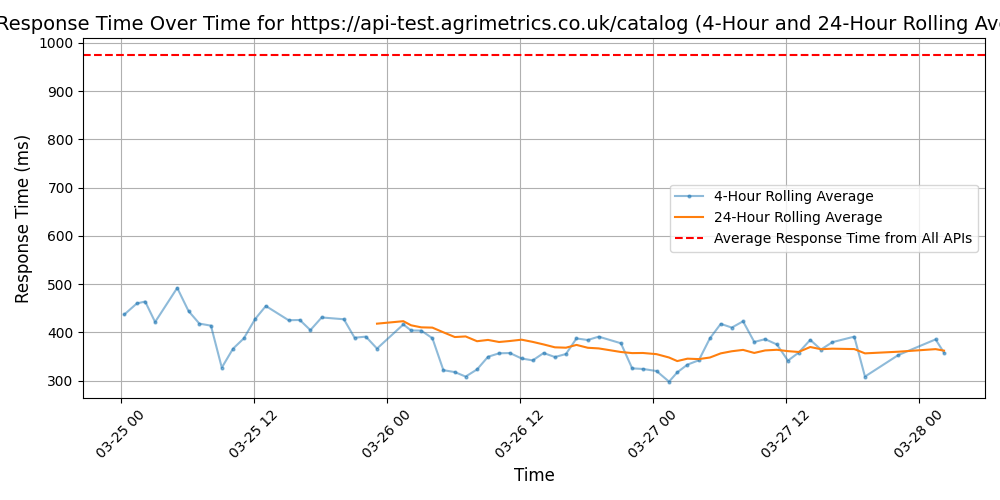 Response Time Over Time for https://api-test.agrimetrics.co.uk/catalog (4-Hour and 24-Hour Rolling
1000
900
800
700
600
500
400
300
Response Time (ms)
4-Hour Rolling Average
24-Hour Rolling Average
Average Response Time from All APIs
03-25 00
03-25 12
03-26 00
03-26 12
03-27 00
03-27 12
03-28 00
Time